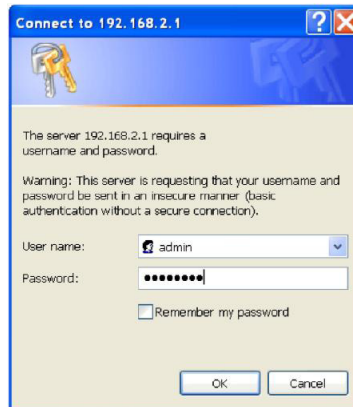 Connect to 192.168.2.1
The server 192.168.2.1 requires a
username and password.
Warning: This server is requesting that your username and
password be sent in an insecure manner (basic
authentication without a secure connection).
User name: admin
Password: ••••••••
Remember my password
OK Cancel